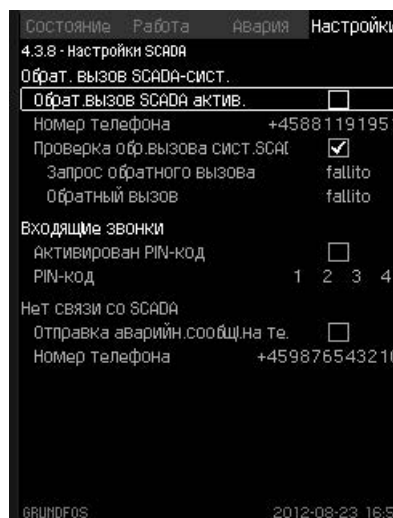 Состояние Работа Авария Настройки
4.3.8 - Настройки SCADA
Обрат. вызов SCADA-сист.
Обрат.вызов SCADA актив.
Номер телефона +4588119195
Проверка обр.вызова сист.SCAD
Запрос обратного вызова fallito
Обратный вызов fallito
Входящие звонки
Активирован PIN-код
PIN-код 1 2 3 4
Нет связи со SCADA
Отправка аварийн.сообщ.на те.
Номер телефона +459876543210
GRUNDFOS 2012-08-23 16:5